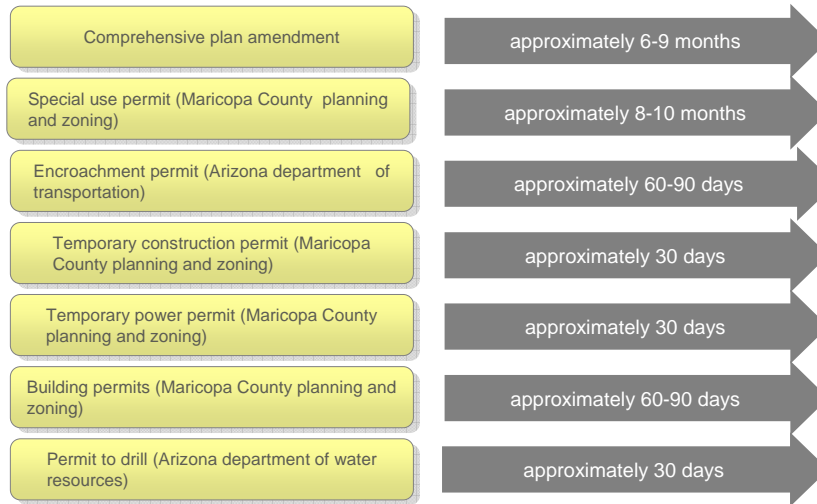 Comprehensive plan amendment
approximately 6-9 months
Special use permit (Maricopa County planning
and zoning)
approximately 8-10 months
Encroachment permit (Arizona department of
transportation)
approximately 60-90 days
Temporary construction permit (Maricopa
County planning and zoning)
approximately 30 days
Temporary power permit (Maricopa County
planning and zoning)
approximately 30 days
Building permits (Maricopa County planning and
zoning)
approximately 60-90 days
Permit to drill (Arizona department of water
resources)
approximately 30 days